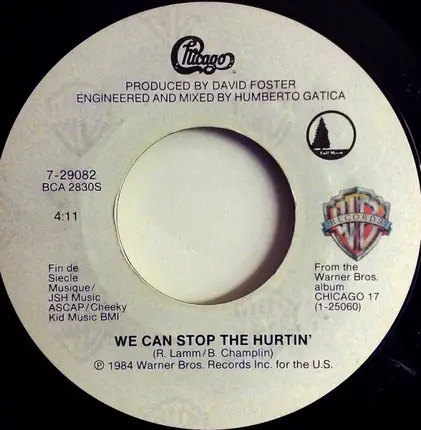 Chicago
PRODUCED BY DAVID FOSTER
ENGINEERED AND MIXED BY HUMBERTO GATICA
Full Moon
7-29082
BCA 2830S
4:11
WB
RECORDS
Fin de
Siecle
Musique/
JSH Music
ASCAP/Cheeky
Kid Music BMI
From the
Warner Bros.
album
CHICAGO 17
(1-25060)
WE CAN STOP THE HURTIN'
(R. Lamm/B. Champlin)
℗ 1984 Warner Bros. Records Inc. for the U.S.